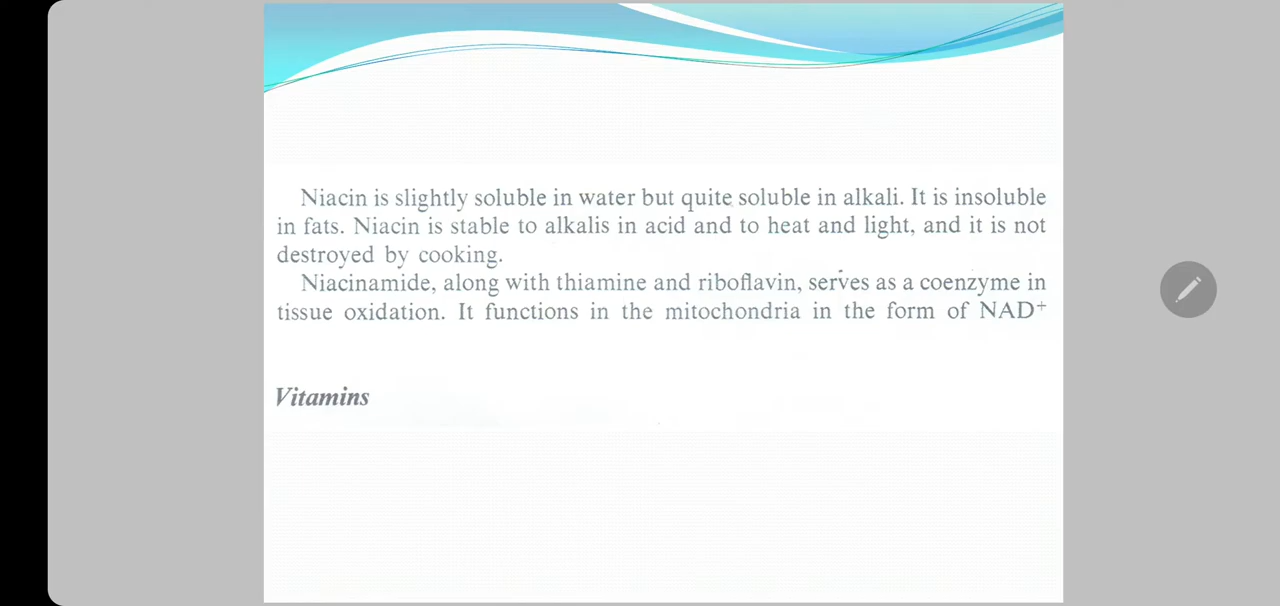 Niacin is slightly soluble in water but quite soluble in alkali. It is insoluble
in fats. Niacin is stable to alkalis in acid and to heat and light, and it is not
destroyed by cooking.
Niacinamide, along with thiamine and riboflavin, serves as a coenzyme in
tissue oxidation. It functions in the mitochondria in the form of NAD⁺
Vitamins